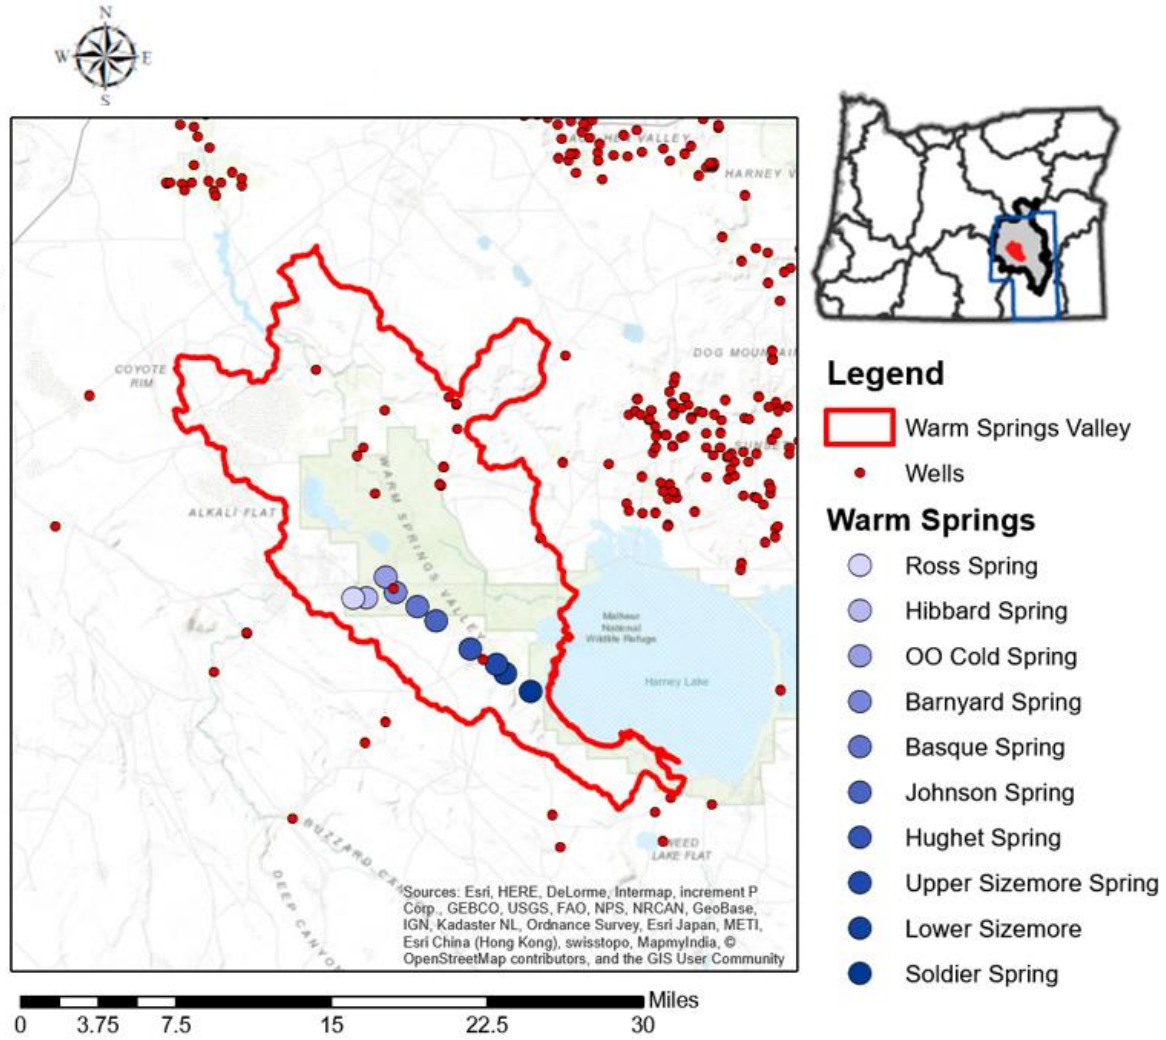 N
W E
S
HARNEY V
COYOTE
RIM
DOG MOUNTAIN
ALKALI FLAT
WARM SPRINGS VALLEY
Malheur
National
Wildlife Refuge
Harney Lake
BUZZARD CA
LAKE FLAT
DEEP CANYON
Sources: Esri, HERE, DeLorme, Intermap, increment P
Corp., GEBCO, USGS, FAO, NPS, NRCAN, GeoBase,
IGN, Kadaster NL, Ordnance Survey, Esri Japan, METI,
Esri China (Hong Kong), swisstopo, MapmyIndia, ©
OpenStreetMap contributors, and the GIS User Community
Miles
0 3.75 7.5 15 22.5 30
Legend
Warm Springs Valley
Wells
Warm Springs
Ross Spring
Hibbard Spring
OO Cold Spring
Barnyard Spring
Basque Spring
Johnson Spring
Hughet Spring
Upper Sizemore Spring
Lower Sizemore
Soldier Spring